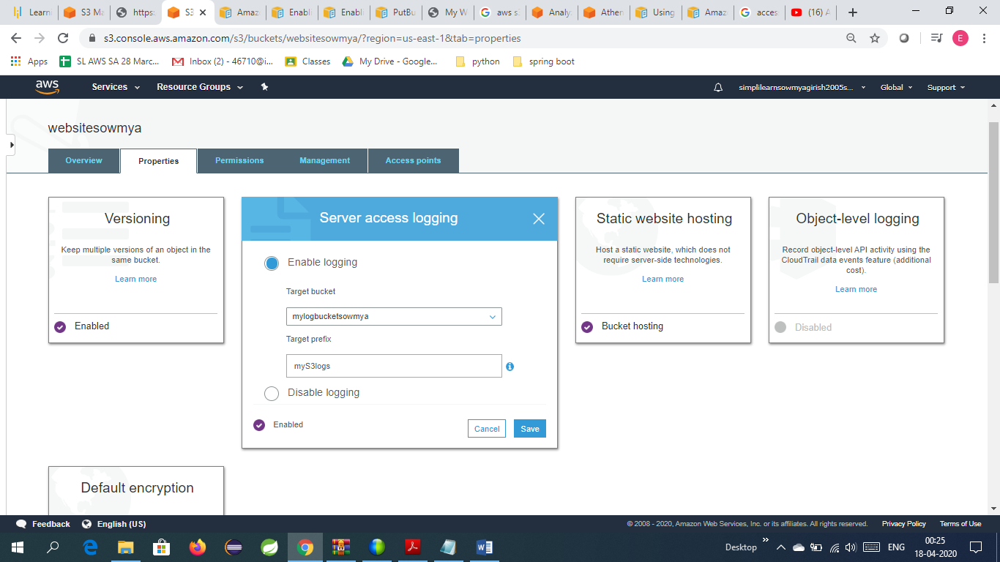 Learn
S3 Ma
https:
S3
Amaz
Enabli
Enabli
PutBu
My W
aws s
Analy
Athen
Using
Amaz
acces
(16) A
s3.console.aws.amazon.com/s3/buckets/websitesowmya/?region=us-east-1&tab=properties
E
Apps
SL AWS SA 28 Marc...
Inbox (2) - 46710@i...
Classes
My Drive - Google...
python
spring boot
aws
Services
Resource Groups
simplilearnsowmyagirish2005s...
Global
Support
websitesowmya
Overview
Properties
Permissions
Management
Access points
Versioning
Keep multiple versions of an object in the
same bucket.
Learn more
Enabled
Server access logging
Enable logging
Target bucket
mylogbucketsowmya
Target prefix
myS3logs
Disable logging
Enabled
Cancel
Save
Static website hosting
Host a static website, which does not
require server-side technologies.
Learn more
Bucket hosting
Object-level logging
Record object-level API activity using the
CloudTrail data events feature (additional
cost).
Learn more
Disabled
Default encryption
Feedback
English (US)
© 2008 - 2020, Amazon Web Services, Inc. or its affiliates. All rights reserved.
Privacy Policy
Terms of Use
Desktop
ENG
00:25
18-04-2020